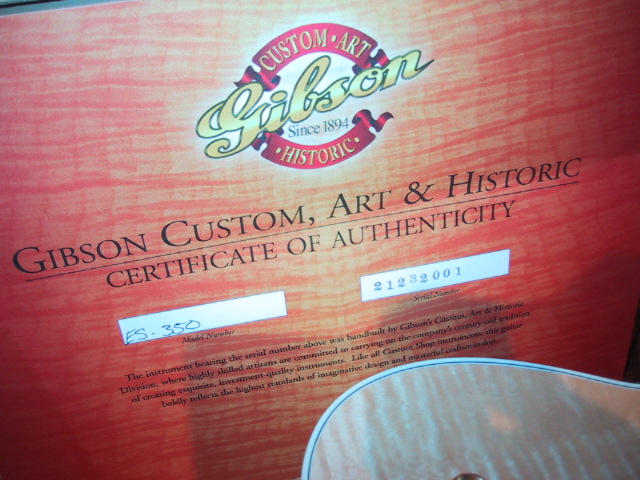 CUSTOM • ART
Gibson
Since 1894
• HISTORIC •
GIBSON CUSTOM, ART & HISTORIC
CERTIFICATE OF AUTHENTICITY
ES-350
Model Number
21232001
Serial Number
The instrument bearing the serial number above was handbuilt by Gibson's Custom, Art & Historic
Division, where highly skilled artisans are committed to carrying on the company's century-old tradition
of creating exquisite, investment-quality instruments. Like all Custom Shop instruments, this guitar
boldly reflects the highest standards of imaginative design and masterful craftsmanship.